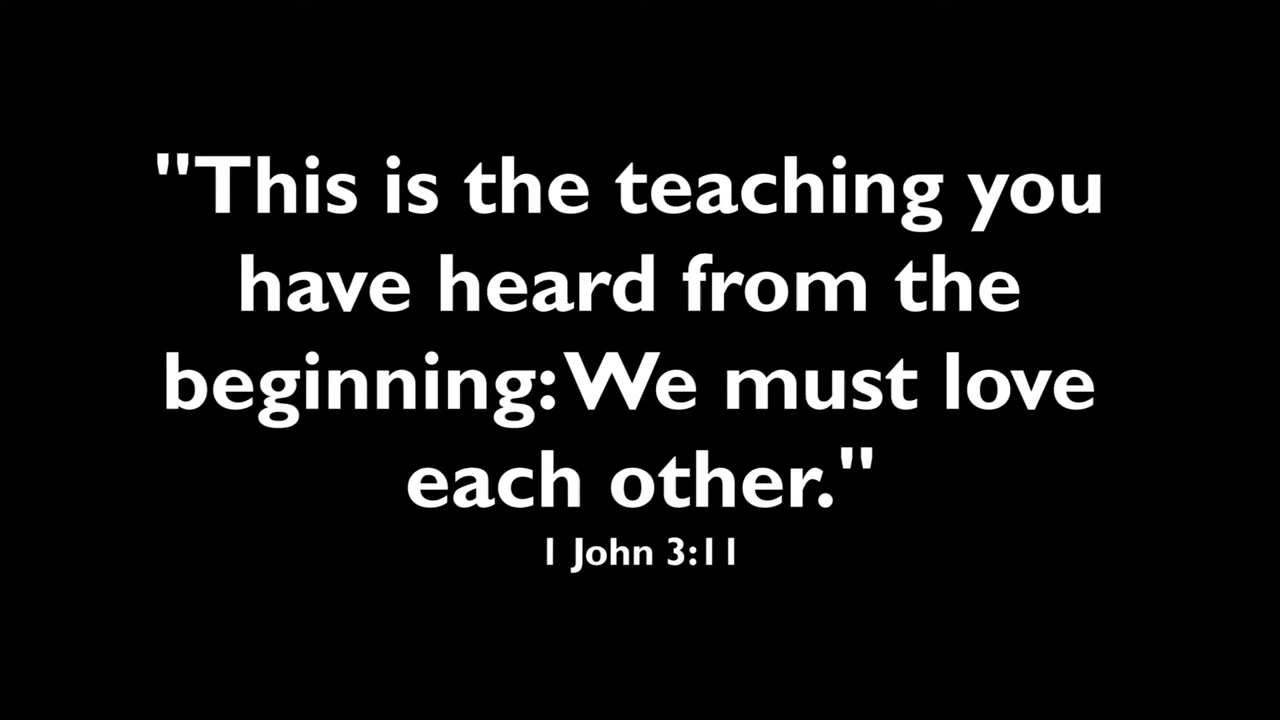 "This is the teaching you
have heard from the
beginning: We must love
each other."
1 John 3:11